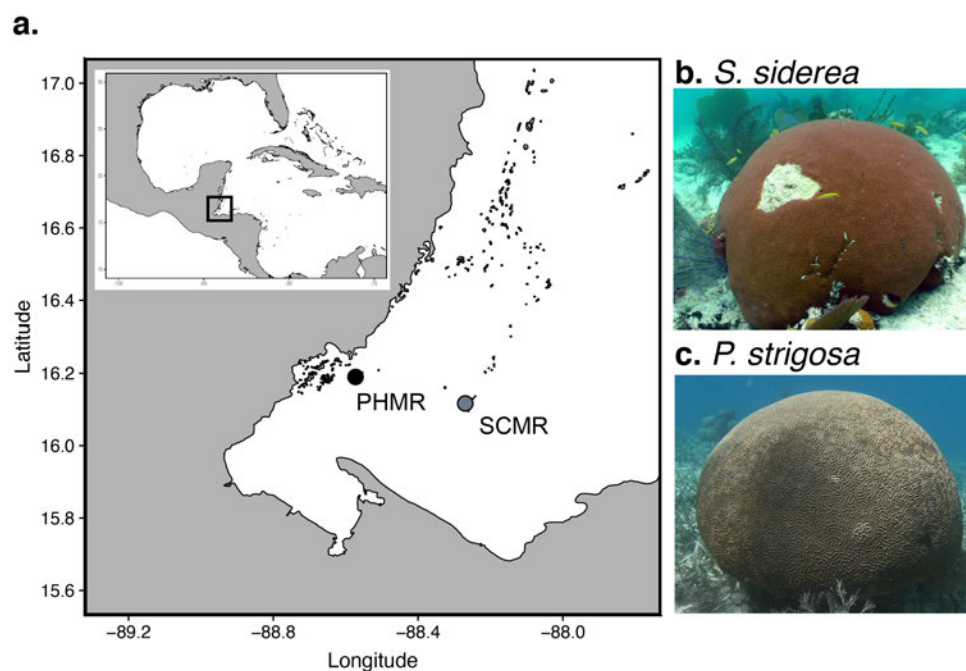 a.
b. S. siderea
c. P. strigosa
Latitude
17.0
16.8
16.6
16.4
16.2
16.0
15.8
15.6
PHMR
SCMR
−89.2
−88.8
−88.4
−88.0
Longitude